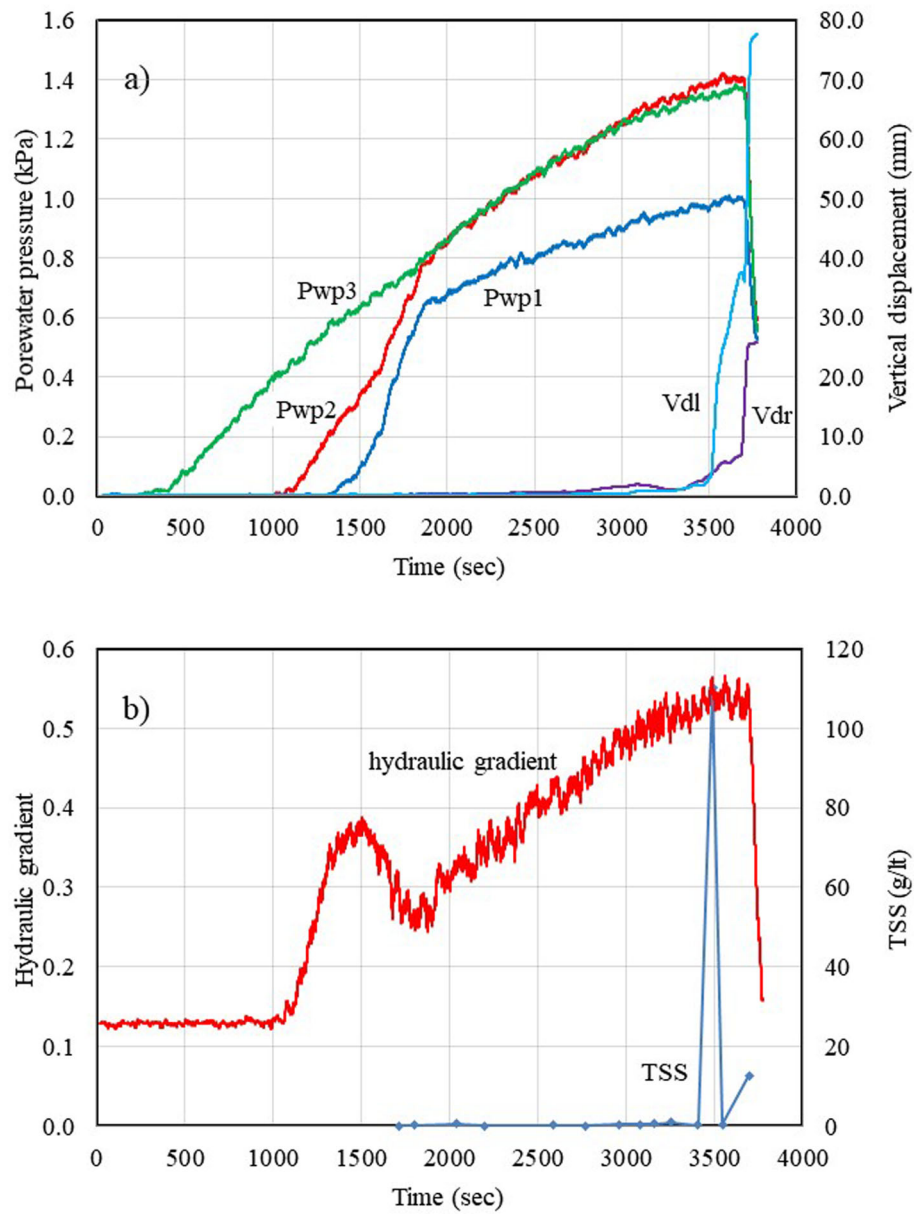 a)
Porewater pressure (kPa)
1.6
1.4
1.2
1.0
0.8
0.6
0.4
0.2
0.0
80.0
70.0
60.0
50.0
40.0
30.0
20.0
10.0
0.0
Vertical displacement (mm)
Pwp3
Pwp1
Pwp2
Vdl
Vdr
0 500 1000 1500 2000 2500 3000 3500 4000
Time (sec)
b)
Hydraulic gradient
0.6
0.5
0.4
0.3
0.2
0.1
0.0
120
100
80
60
40
20
0
TSS (g/lt)
hydraulic gradient
TSS
0 500 1000 1500 2000 2500 3000 3500 4000
Time (sec)